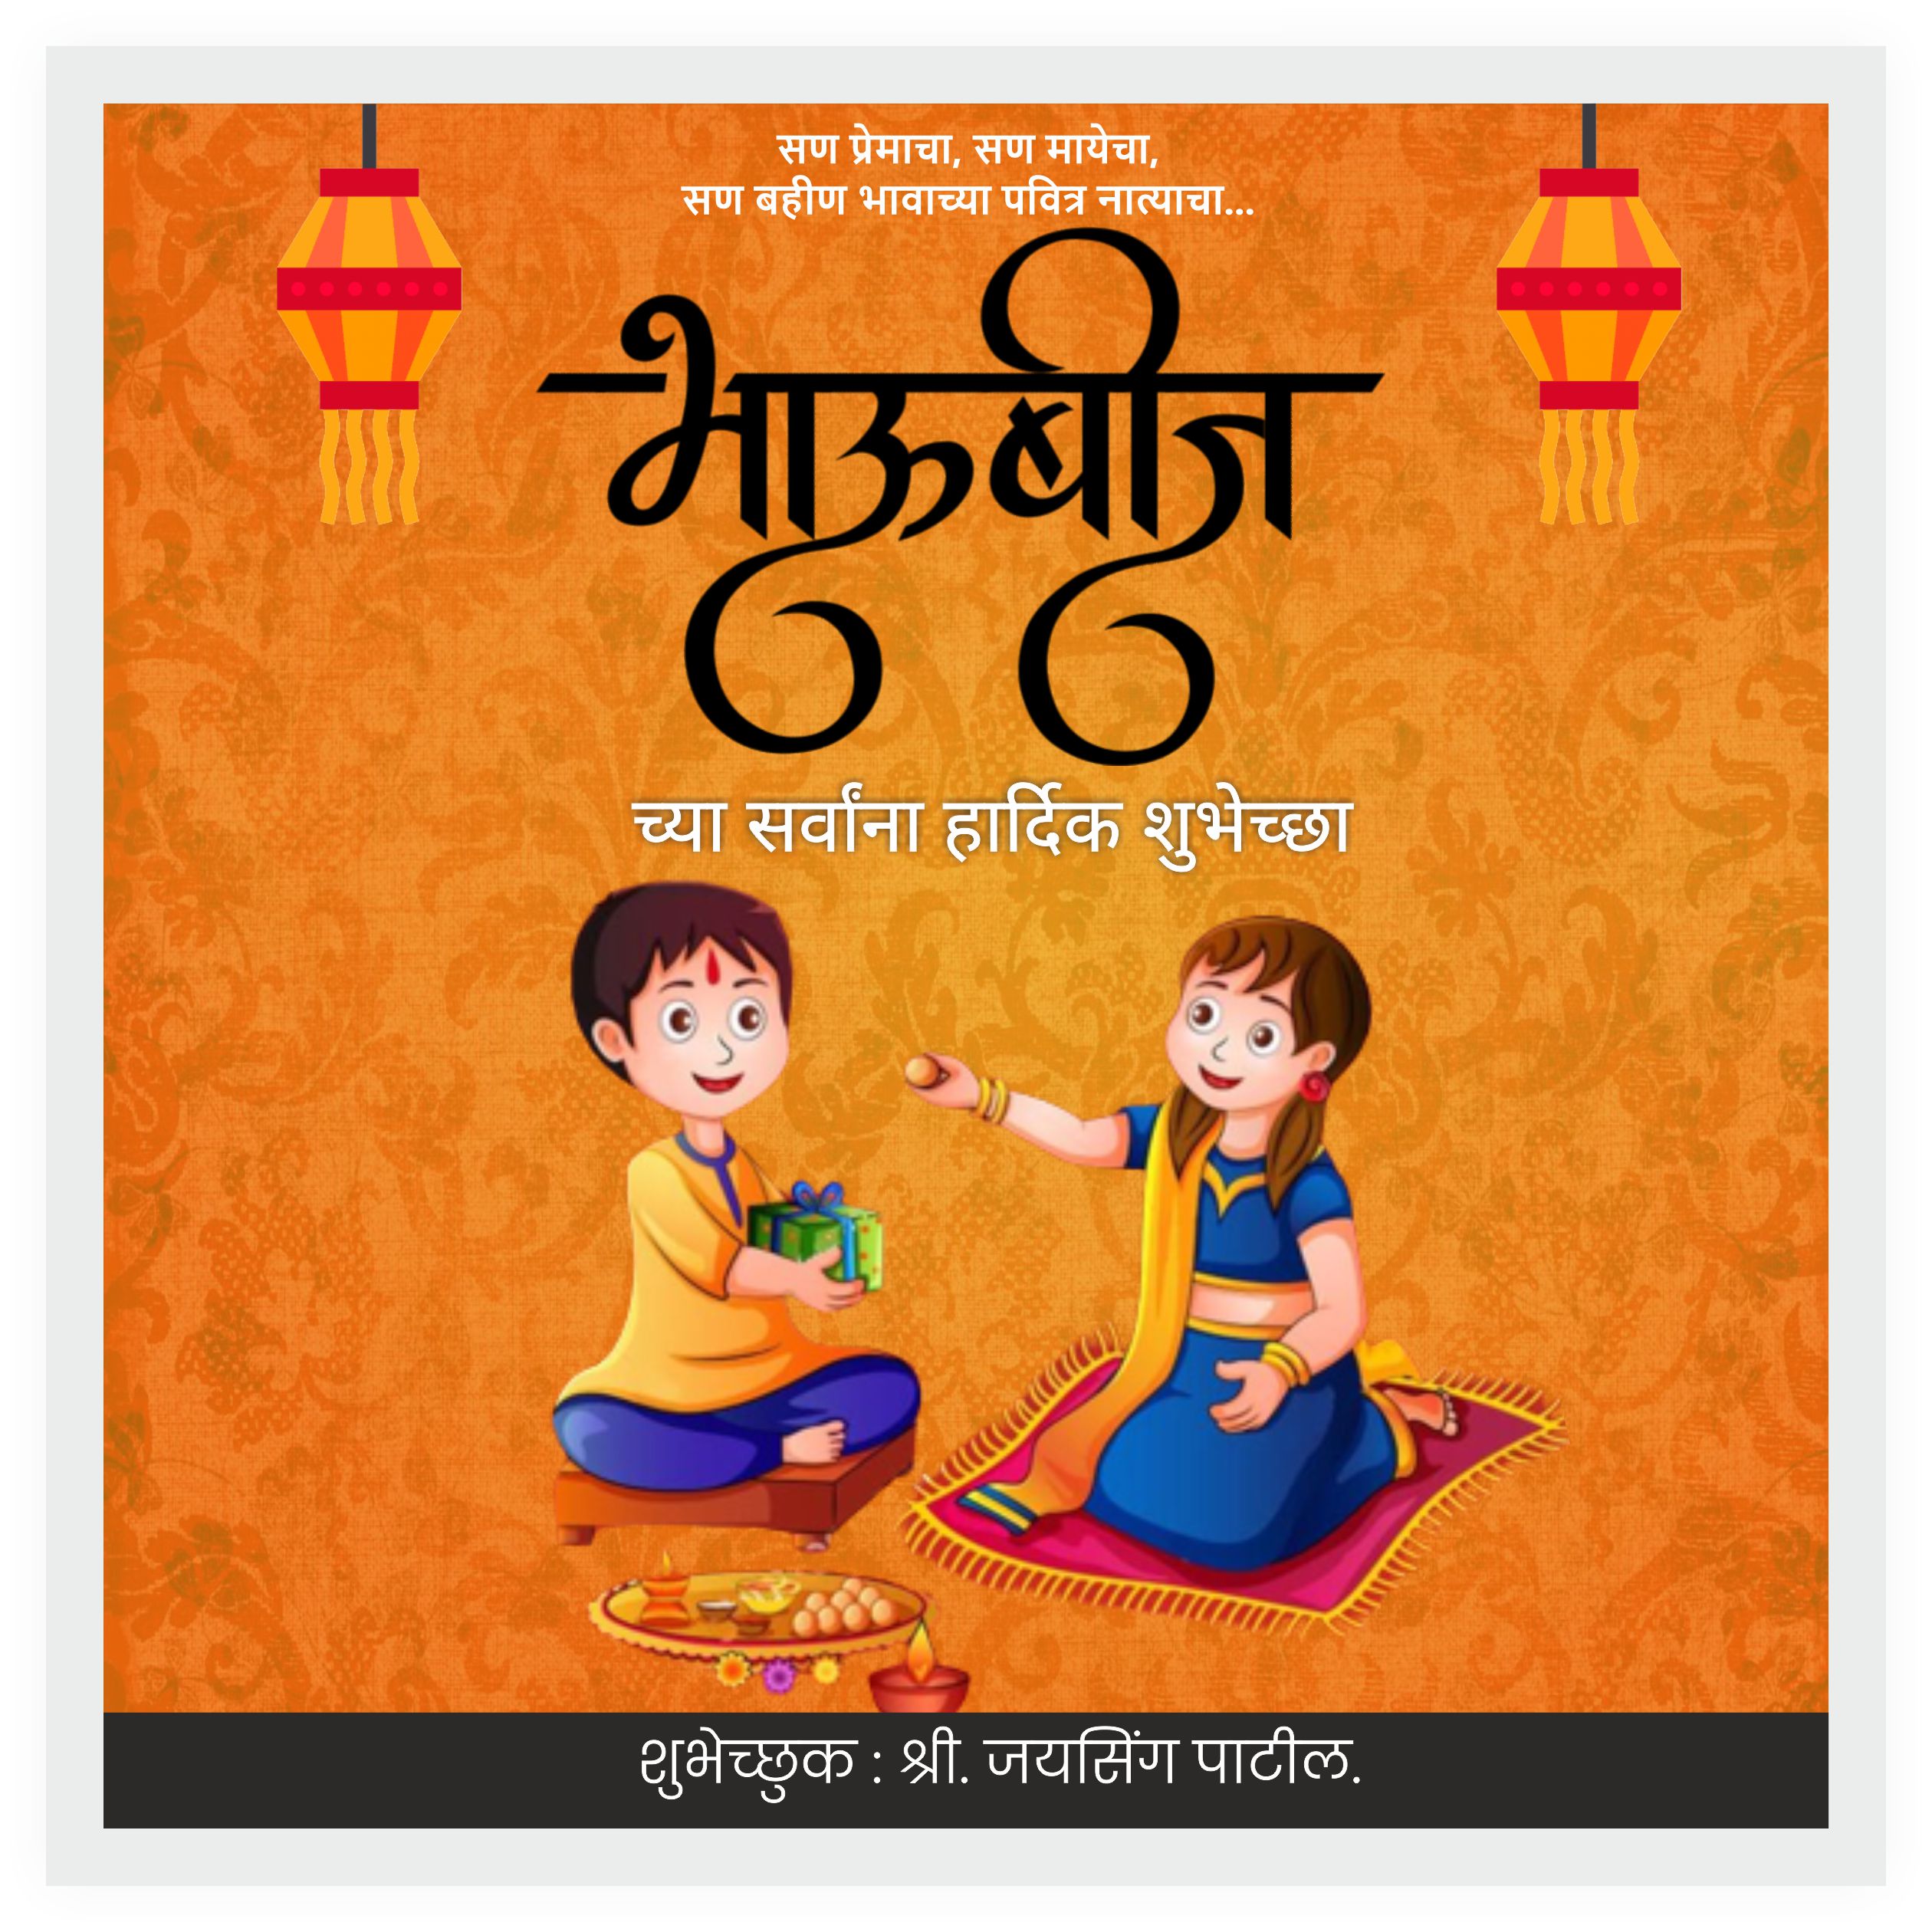 सण प्रेमाचा, सण मायेचा,
सण बहीण भावाच्या पवित्र नात्याचा...
भाऊबीज
च्या सर्वांना हार्दिक शुभेच्छा
शुभेच्छुक : श्री. जयसिंग पाटील.